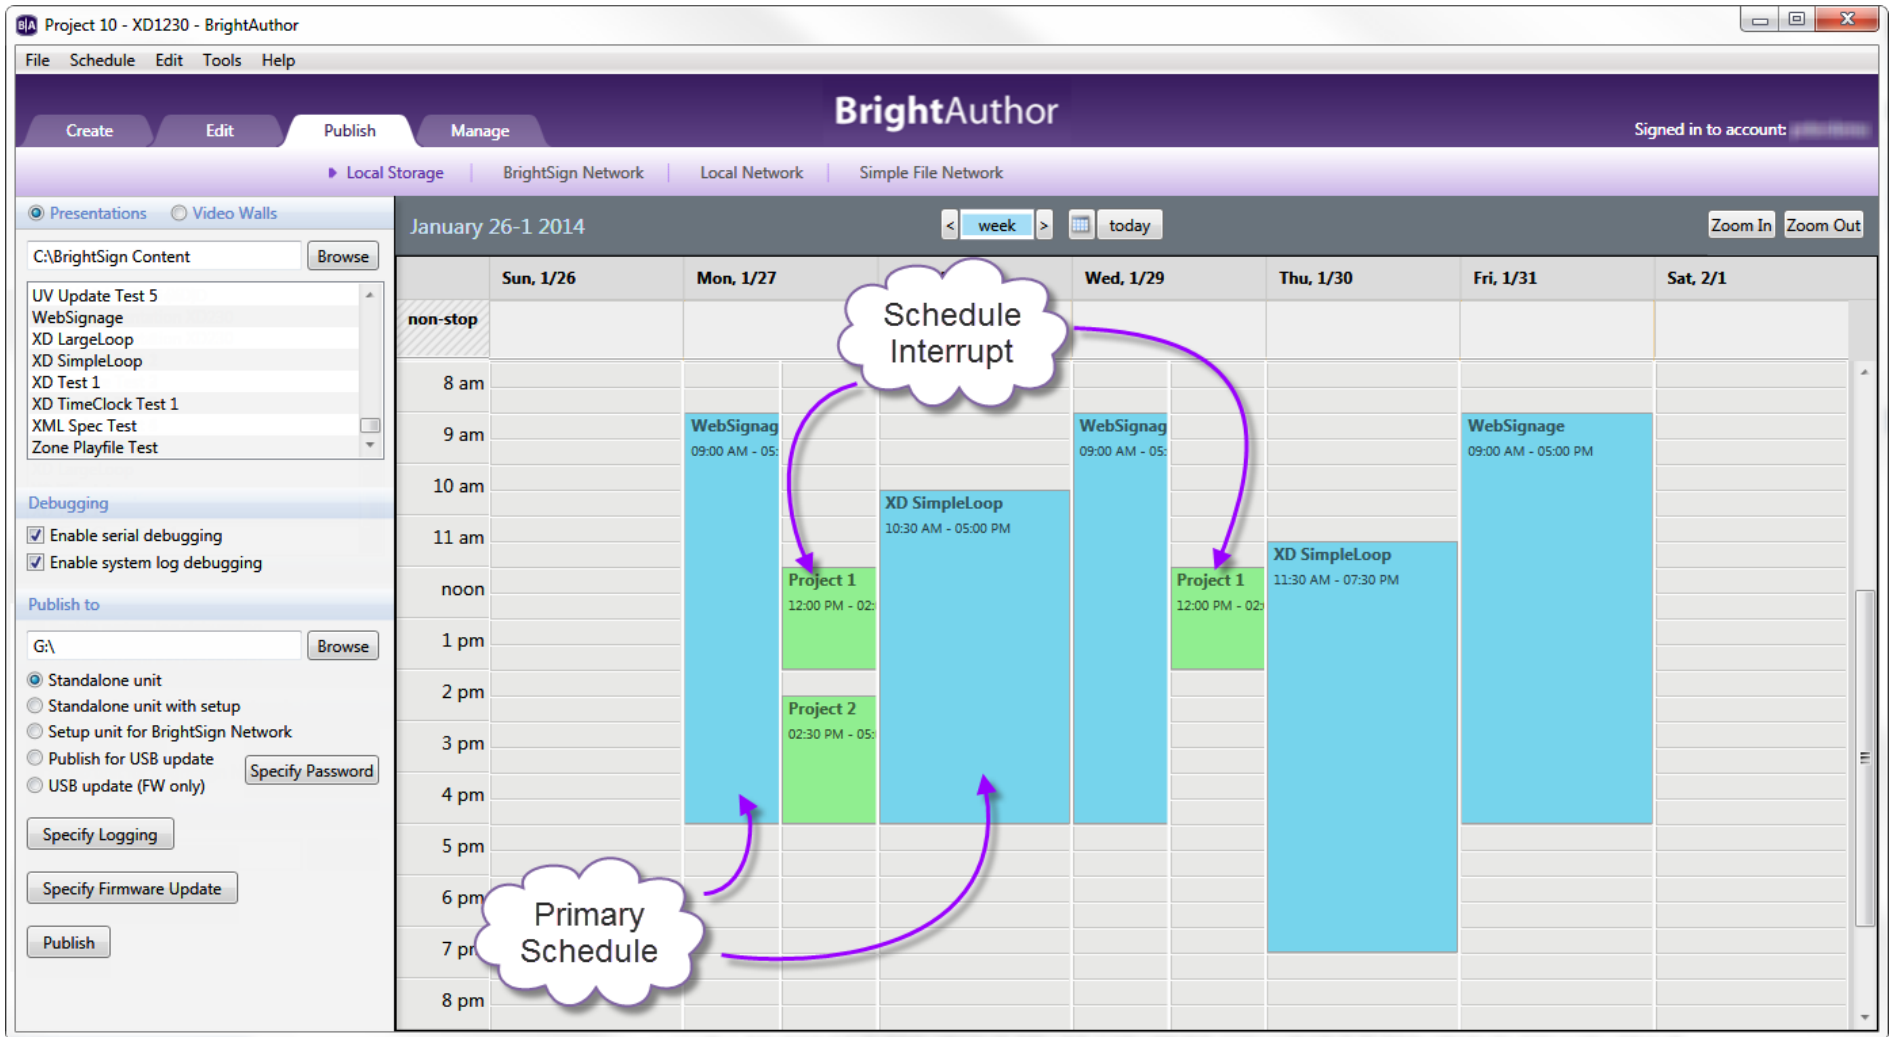 Project 10 - XD1230 - BrightAuthor
File Schedule Edit Tools Help
BrightAuthor
Create Edit Publish Manage
Signed in to account:
Local Storage BrightSign Network Local Network Simple File Network
Presentations Video Walls
C:\BrightSign Content Browse
UV Update Test 5
WebSignage
XD LargeLoop
XD SimpleLoop
XD Test 1
XD TimeClock Test 1
XML Spec Test
Zone Playfile Test
Debugging
Enable serial debugging
Enable system log debugging
Publish to
G:\ Browse
Standalone unit
Standalone unit with setup
Setup unit for BrightSign Network
Publish for USB update
USB update (FW only)
Specify Password
Specify Logging
Specify Firmware Update
Publish
January 26-1 2014 < week > today Zoom In Zoom Out
Sun, 1/26 Mon, 1/27 Wed, 1/29 Thu, 1/30 Fri, 1/31 Sat, 2/1
non-stop
8 am
9 am
10 am
11 am
noon
1 pm
2 pm
3 pm
4 pm
5 pm
6 pm
7 pm
8 pm
Schedule
Interrupt
WebSignag
09:00 AM - 05:
Project 1
12:00 PM - 02:
Project 2
02:30 PM - 05:
XD SimpleLoop
10:30 AM - 05:00 PM
WebSignag
09:00 AM - 05:
Project 1
12:00 PM - 02:
XD SimpleLoop
11:30 AM - 07:30 PM
WebSignage
09:00 AM - 05:00 PM
Primary
Schedule